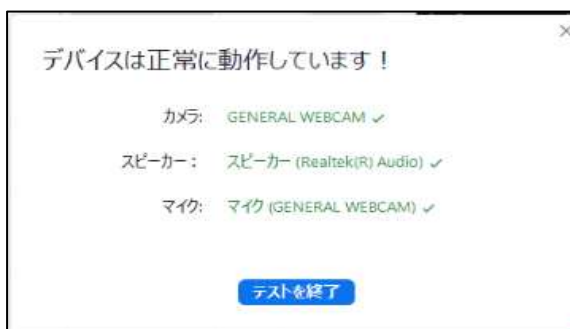 デバイスは正常に動作しています！
カメラ: GENERAL WEBCAM ✓
スピーカー： スピーカー (Realtek(R) Audio) ✓
マイク: マイク (GENERAL WEBCAM) ✓
テストを終了